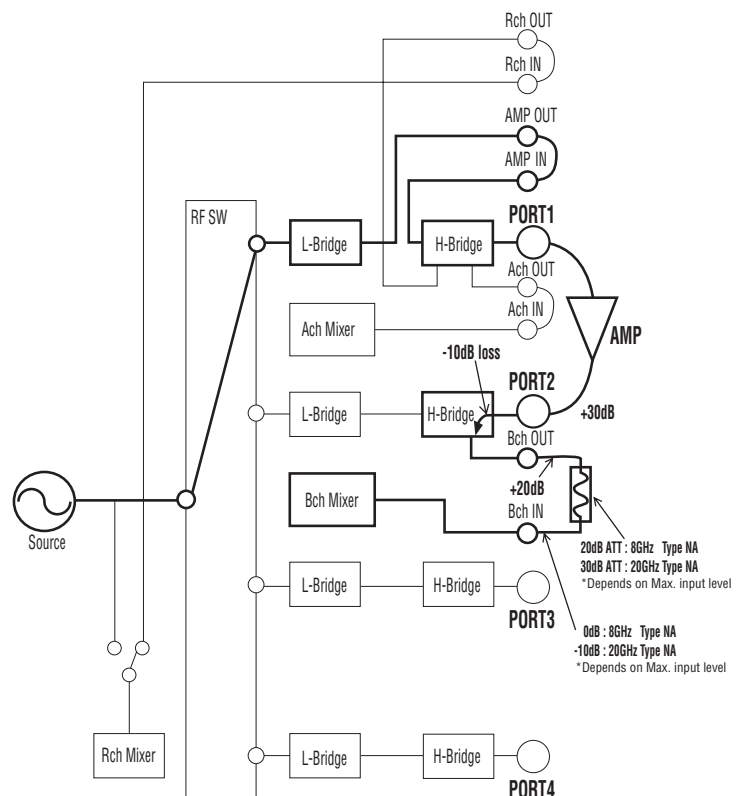 Rch OUT
Rch IN
AMP OUT
AMP IN
RF SW
PORT1
L-Bridge
H-Bridge
Ach OUT
Ach IN
Ach Mixer
AMP
-10dB loss
PORT2
L-Bridge
H-Bridge
+30dB
Bch OUT
+20dB
Bch Mixer
Bch IN
Source
20dB ATT : 8GHz Type NA
30dB ATT : 20GHz Type NA
*Depends on Max. input level
L-Bridge
H-Bridge
PORT3
0dB : 8GHz Type NA
-10dB : 20GHz Type NA
*Depends on Max. input level
Rch Mixer
L-Bridge
H-Bridge
PORT4